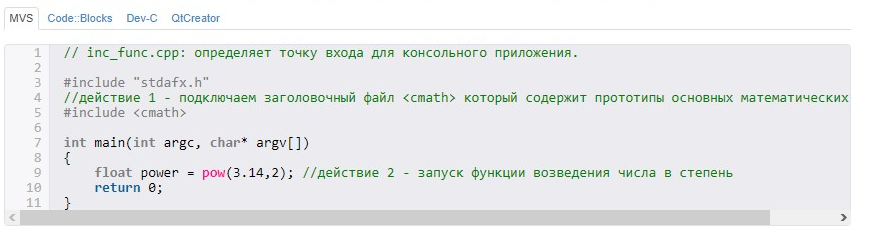 MVS Code::Blocks Dev-C QtCreator
1 // inc_func.cpp: определяет точку входа для консольного приложения.
2
3 #include "stdafx.h"
4 //действие 1 - подключаем заголовочный файл <cmath> который содержит прототипы основных математических
5 #include <cmath>
6
7 int main(int argc, char* argv[])
8 {
9     float power = pow(3.14,2); //действие 2 - запуск функции возведения числа в степень
10     return 0;
11 }